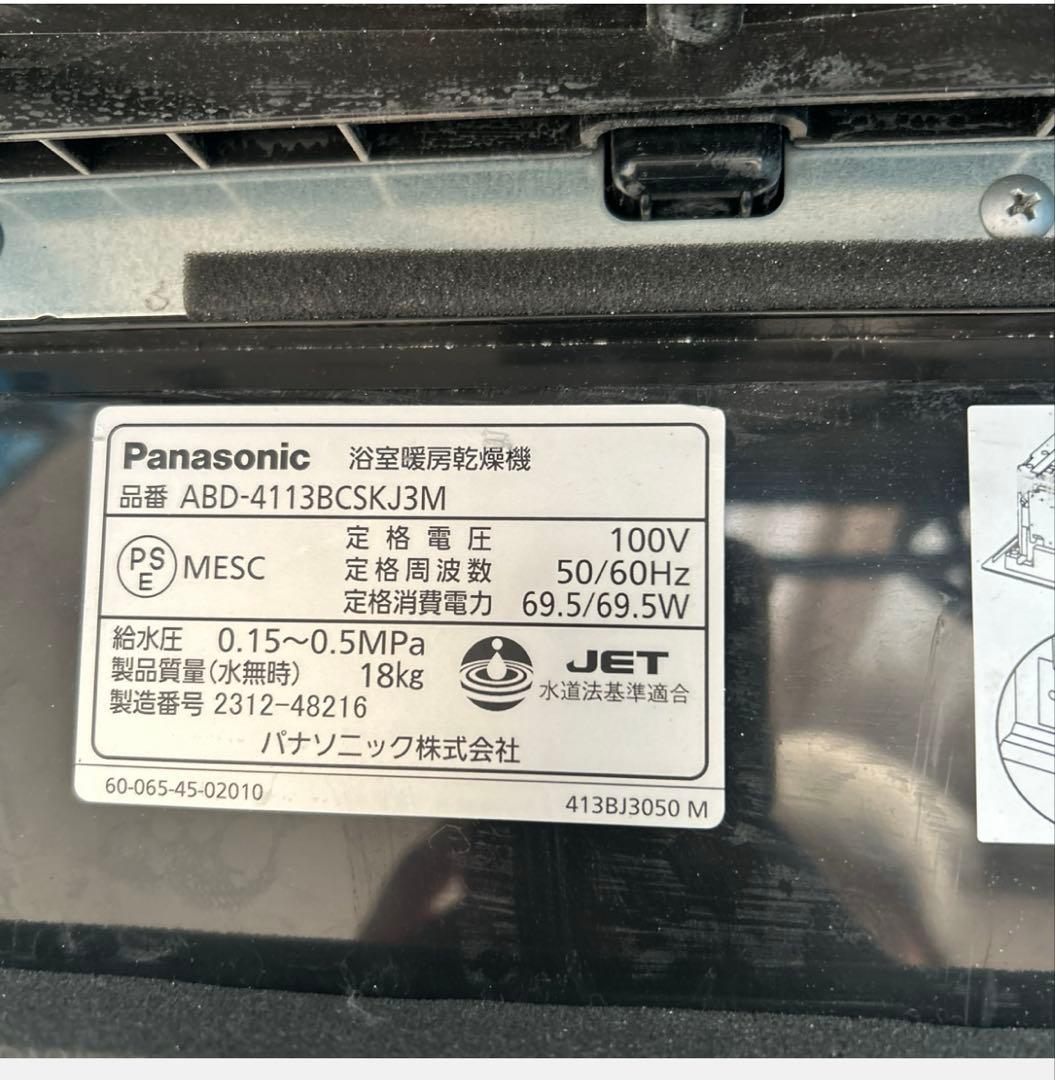 Panasonic 浴室暖房乾燥機
品番 ABD-4113BCSKJ3M
PS E MESC
定格電圧 100V
定格周波数 50/60Hz
定格消費電力 69.5/69.5W
給水圧 0.15〜0.5MPa
製品質量(水無時) 18kg
製造番号 2312-48216
JET
水道法基準適合
パナソニック株式会社
60-065-45-02010
413BJ3050 M